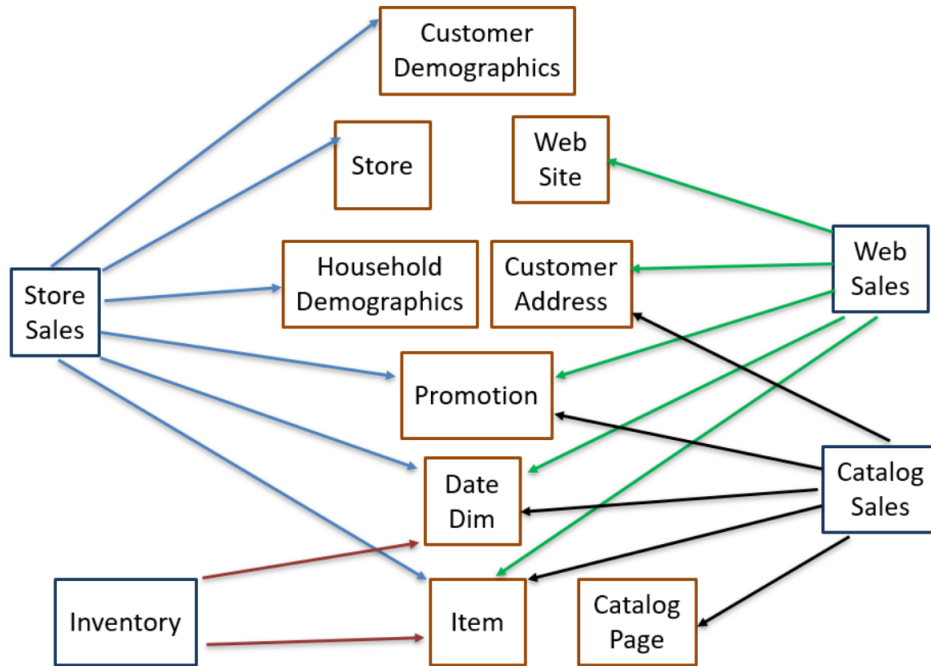 Customer
Demographics
Store
Web
Site
Store
Sales
Household
Demographics
Customer
Address
Web
Sales
Promotion
Date
Dim
Catalog
Sales
Inventory
Item
Catalog
Page